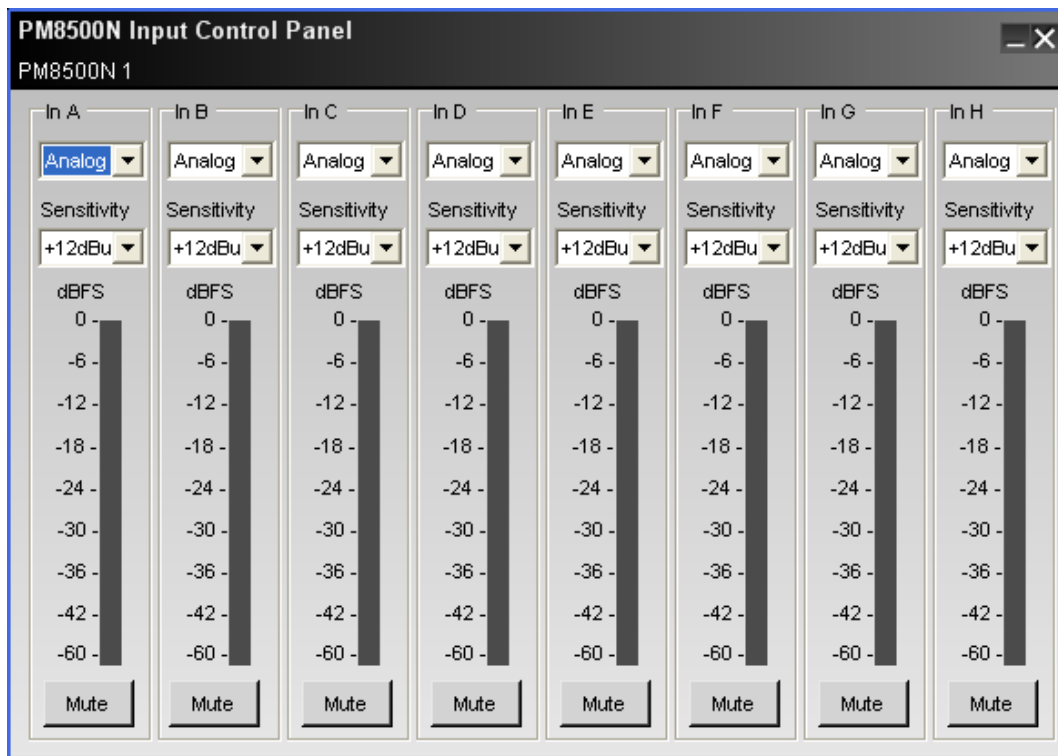 PM8500N Input Control Panel
PM8500N 1
In A In B In C In D In E In F In G In H
Analog Analog Analog Analog Analog Analog Analog Analog
Sensitivity Sensitivity Sensitivity Sensitivity Sensitivity Sensitivity Sensitivity Sensitivity
+12dBu +12dBu +12dBu +12dBu +12dBu +12dBu +12dBu +12dBu
dBFS dBFS dBFS dBFS dBFS dBFS dBFS dBFS
0 - 0 - 0 - 0 - 0 - 0 - 0 - 0 -
-6 - -6 - -6 - -6 - -6 - -6 - -6 - -6 -
-12 - -12 - -12 - -12 - -12 - -12 - -12 - -12 -
-18 - -18 - -18 - -18 - -18 - -18 - -18 - -18 -
-24 - -24 - -24 - -24 - -24 - -24 - -24 - -24 -
-30 - -30 - -30 - -30 - -30 - -30 - -30 - -30 -
-36 - -36 - -36 - -36 - -36 - -36 - -36 - -36 -
-42 - -42 - -42 - -42 - -42 - -42 - -42 - -42 -
-60 - -60 - -60 - -60 - -60 - -60 - -60 - -60 -
Mute Mute Mute Mute Mute Mute Mute Mute